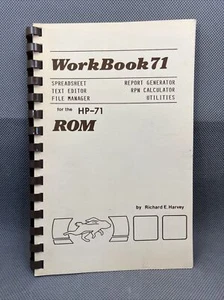 WorkBook71
SPREADSHEET REPORT GENERATOR
TEXT EDITOR RPN CALCULATOR
FILE MANAGER UTILITIES
for the HP-71
ROM
by Richard E. Harvey